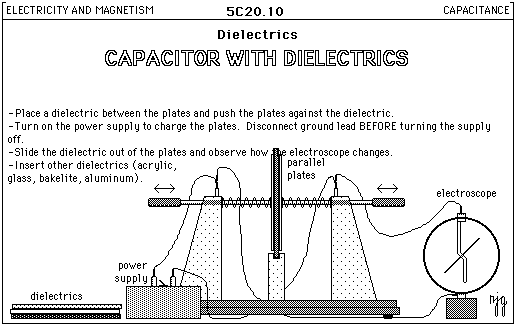 ELECTRICITY AND MAGNETISM 5C20.10 CAPACITANCE
Dielectrics
CAPACITOR WITH DIELECTRICS
-Place a dielectric between the plates and push the plates against the dielectric.
-Turn on the power supply to charge the plates. Disconnect ground lead BEFORE turning the supply
off.
-Slide the dielectric out of the plates and observe how the electroscope changes.
-Insert other dielectrics (acrylic,
glass, bakelite, aluminum).
parallel
plates
electroscope
power
supply
dielectrics